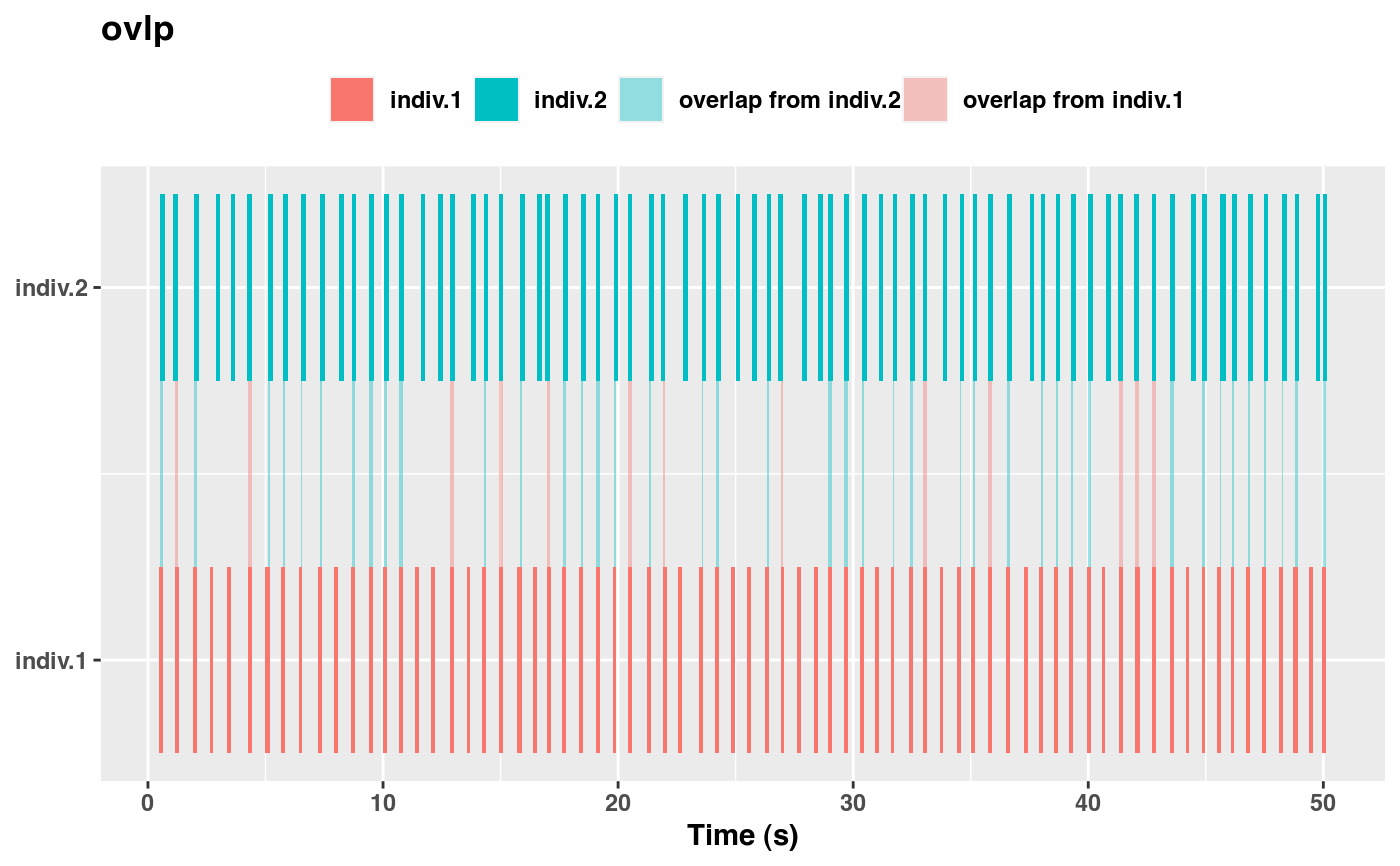 ovlp
indiv.1 indiv.2 overlap from indiv.2 overlap from indiv.1
indiv.2
indiv.1
0 10 20 30 40 50
Time (s)